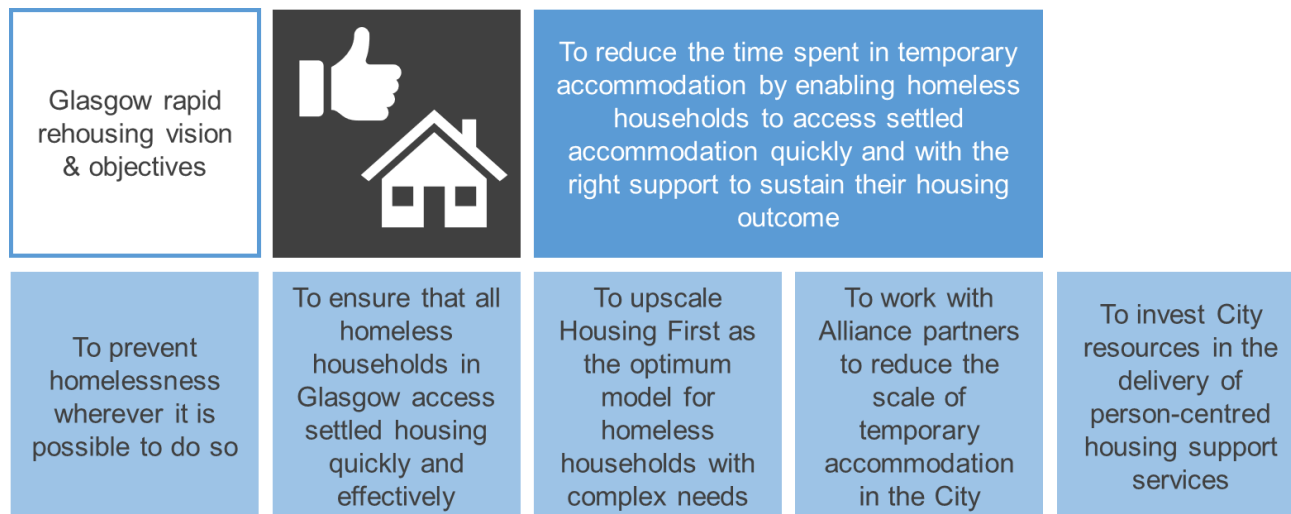 Glasgow rapid
rehousing vision
& objectives
To reduce the time spent in temporary
accommodation by enabling homeless
households to access settled
accommodation quickly and with the
right support to sustain their housing
outcome
To prevent
homelessness
wherever it is
possible to do so
To ensure that all
homeless
households in
Glasgow access
settled housing
quickly and
effectively
To upscale
Housing First as
the optimum
model for
homeless
households with
complex needs
To work with
Alliance partners
to reduce the
scale of
temporary
accommodation
in the City
To invest City
resources in the
delivery of
person-centred
housing support
services